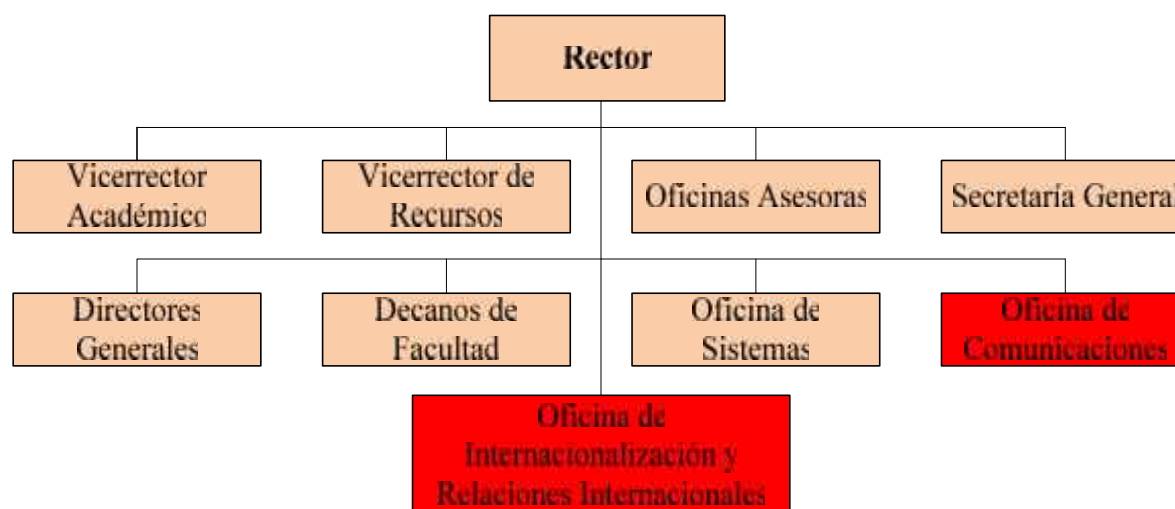 Rector
Vicerrector
Académico
Vicerrector de
Recursos
Oficinas Asesoras
Secretaría General
Directores
Generales
Decanos de
Facultad
Oficina de
Sistemas
Oficina de
Comunicaciones
Oficina de
Internacionalización y
Relaciones Internacionales